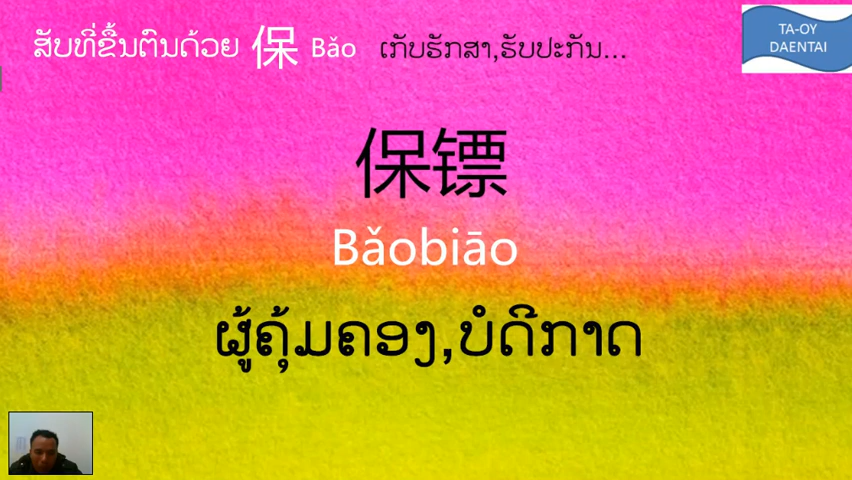 ສັບທີ່ຂຶ້ນຕົ້ນດ້ວຍ 保 Bǎo ເກັບຮັກສາ,ຮັບປະກັນ...
TA-OY
DAENTAI
保镖
Bǎobiāo
ຜູ້ຄຸ້ມຄອງ,ບໍດີກາດ